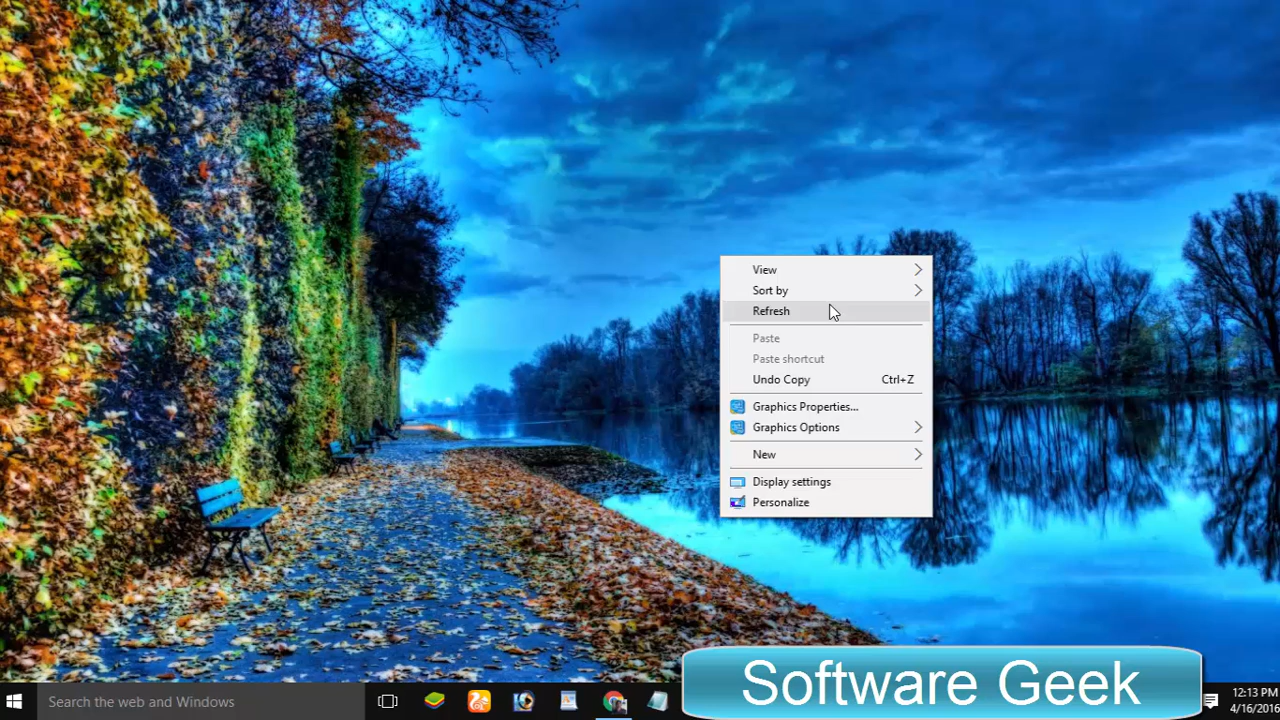 View
Sort by
Refresh
Paste
Paste shortcut
Undo Copy Ctrl+Z
Graphics Properties...
Graphics Options
New
Display settings
Personalize
Software Geek
Search the web and Windows
12:13 PM
4/16/2016